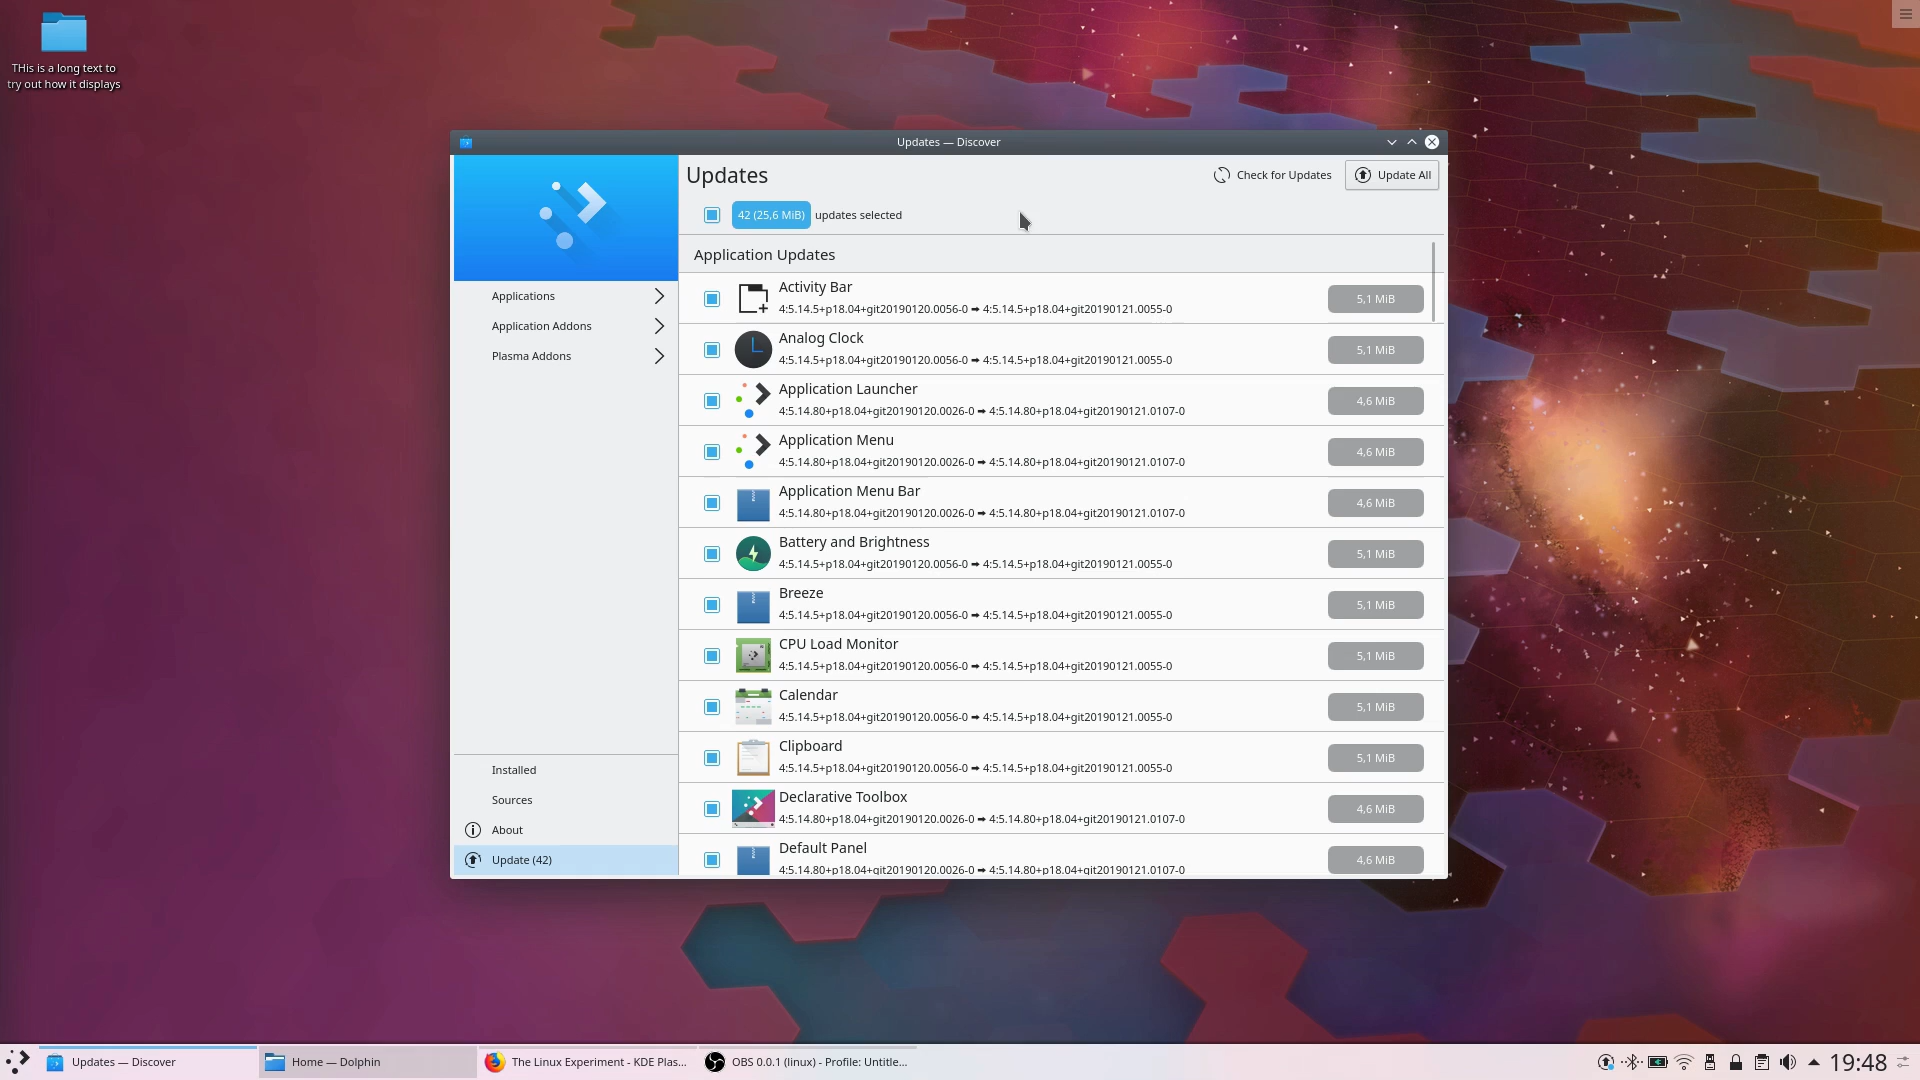 THis is a long text to
try out how it displays
Updates — Discover
Updates
Check for Updates
Update All
42 (25,6 MiB) updates selected
Applications
Application Addons
Plasma Addons
Installed
Sources
About
Update (42)
Application Updates
Activity Bar
4:5.14.5+p18.04+git20190120.0056-0 ➡ 4:5.14.5+p18.04+git20190121.0055-0
5,1 MiB
Analog Clock
4:5.14.5+p18.04+git20190120.0056-0 ➡ 4:5.14.5+p18.04+git20190121.0055-0
5,1 MiB
Application Launcher
4:5.14.80+p18.04+git20190120.0026-0 ➡ 4:5.14.80+p18.04+git20190121.0107-0
4,6 MiB
Application Menu
4:5.14.80+p18.04+git20190120.0026-0 ➡ 4:5.14.80+p18.04+git20190121.0107-0
4,6 MiB
Application Menu Bar
4:5.14.80+p18.04+git20190120.0026-0 ➡ 4:5.14.80+p18.04+git20190121.0107-0
4,6 MiB
Battery and Brightness
4:5.14.5+p18.04+git20190120.0056-0 ➡ 4:5.14.5+p18.04+git20190121.0055-0
5,1 MiB
Breeze
4:5.14.5+p18.04+git20190120.0056-0 ➡ 4:5.14.5+p18.04+git20190121.0055-0
5,1 MiB
CPU Load Monitor
4:5.14.5+p18.04+git20190120.0056-0 ➡ 4:5.14.5+p18.04+git20190121.0055-0
5,1 MiB
Calendar
4:5.14.5+p18.04+git20190120.0056-0 ➡ 4:5.14.5+p18.04+git20190121.0055-0
5,1 MiB
Clipboard
4:5.14.5+p18.04+git20190120.0056-0 ➡ 4:5.14.5+p18.04+git20190121.0055-0
5,1 MiB
Declarative Toolbox
4:5.14.80+p18.04+git20190120.0026-0 ➡ 4:5.14.80+p18.04+git20190121.0107-0
4,6 MiB
Default Panel
4:5.14.80+p18.04+git20190120.0026-0 ➡ 4:5.14.80+p18.04+git20190121.0107-0
4,6 MiB
Updates — Discover
Home — Dolphin
The Linux Experiment - KDE Plas...
OBS 0.0.1 (linux) - Profile: Untitle...
19:48